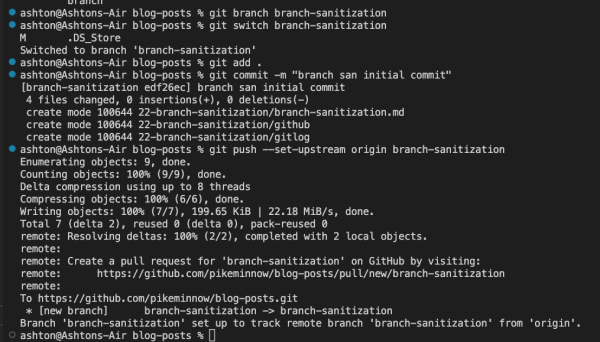 branch
ashton@Ashtons-Air blog-posts % git branch branch-sanitization
ashton@Ashtons-Air blog-posts % git switch branch-sanitization
M .DS_Store
Switched to branch 'branch-sanitization'
ashton@Ashtons-Air blog-posts % git add .
ashton@Ashtons-Air blog-posts % git commit -m "branch san initial commit"
[branch-sanitization edf26ec] branch san initial commit
4 files changed, 0 insertions(+), 0 deletions(-)
create mode 100644 22-branch-sanitization/branch-sanitization.md
create mode 100644 22-branch-sanitization/github
create mode 100644 22-branch-sanitization/gitlog
ashton@Ashtons-Air blog-posts % git push --set-upstream origin branch-sanitization
Enumerating objects: 9, done.
Counting objects: 100% (9/9), done.
Delta compression using up to 8 threads
Compressing objects: 100% (6/6), done.
Writing objects: 100% (7/7), 199.65 KiB | 22.18 MiB/s, done.
Total 7 (delta 2), reused 0 (delta 0), pack-reused 0
remote: Resolving deltas: 100% (2/2), completed with 2 local objects.
remote:
remote: Create a pull request for 'branch-sanitization' on GitHub by visiting:
remote: https://github.com/pikeminnow/blog-posts/pull/new/branch-sanitization
remote:
To https://github.com/pikeminnow/blog-posts.git
* [new branch] branch-sanitization -> branch-sanitization
Branch 'branch-sanitization' set up to track remote branch 'branch-sanitization' from 'origin'.
ashton@Ashtons-Air blog-posts %